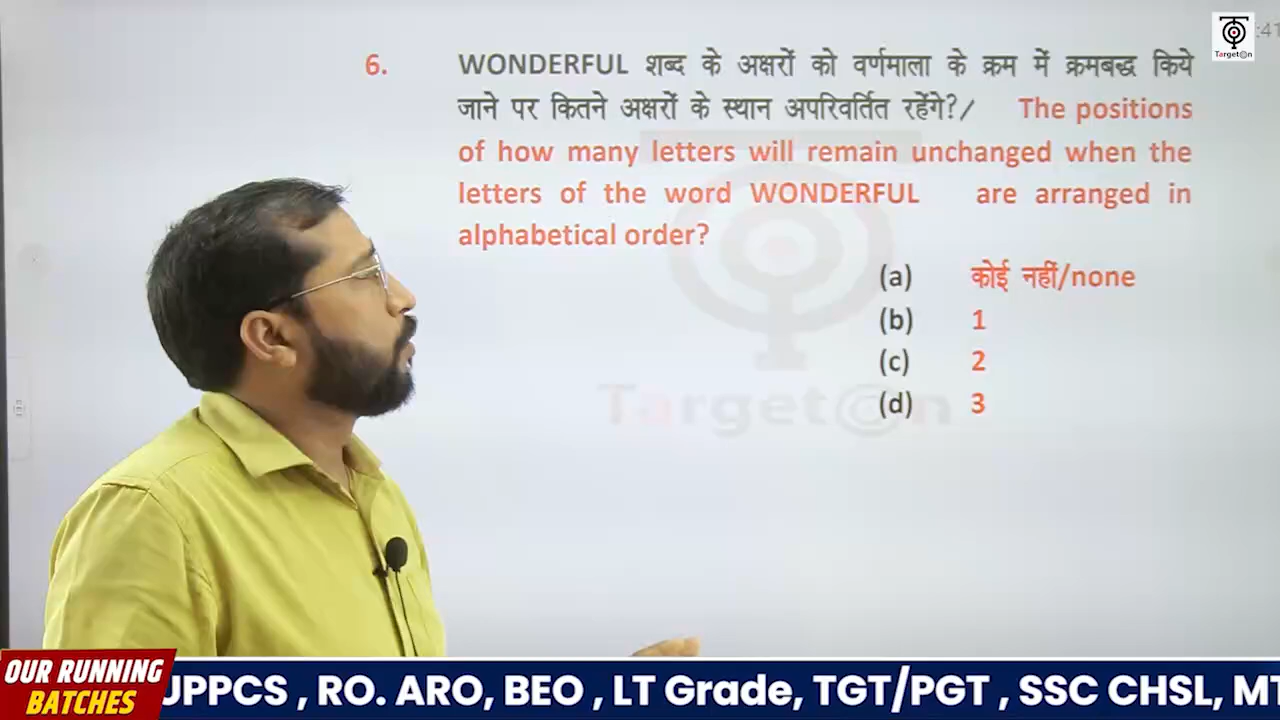 :41
Target@n
6. WONDERFUL शब्द के अक्षरों को वर्णमाला के क्रम में क्रमबद्ध किये
जाने पर कितने अक्षरों के स्थान अपरिवर्तित रहेंगे?/ The positions
of how many letters will remain unchanged when the
letters of the word WONDERFUL are arranged in
alphabetical order?
(a) कोई नहीं/none
(b) 1
(c) 2
(d) 3
Target@n
OUR RUNNING
BATCHES
UPPCS , RO. ARO, BEO , LT Grade, TGT/PGT , SSC CHSL, MT